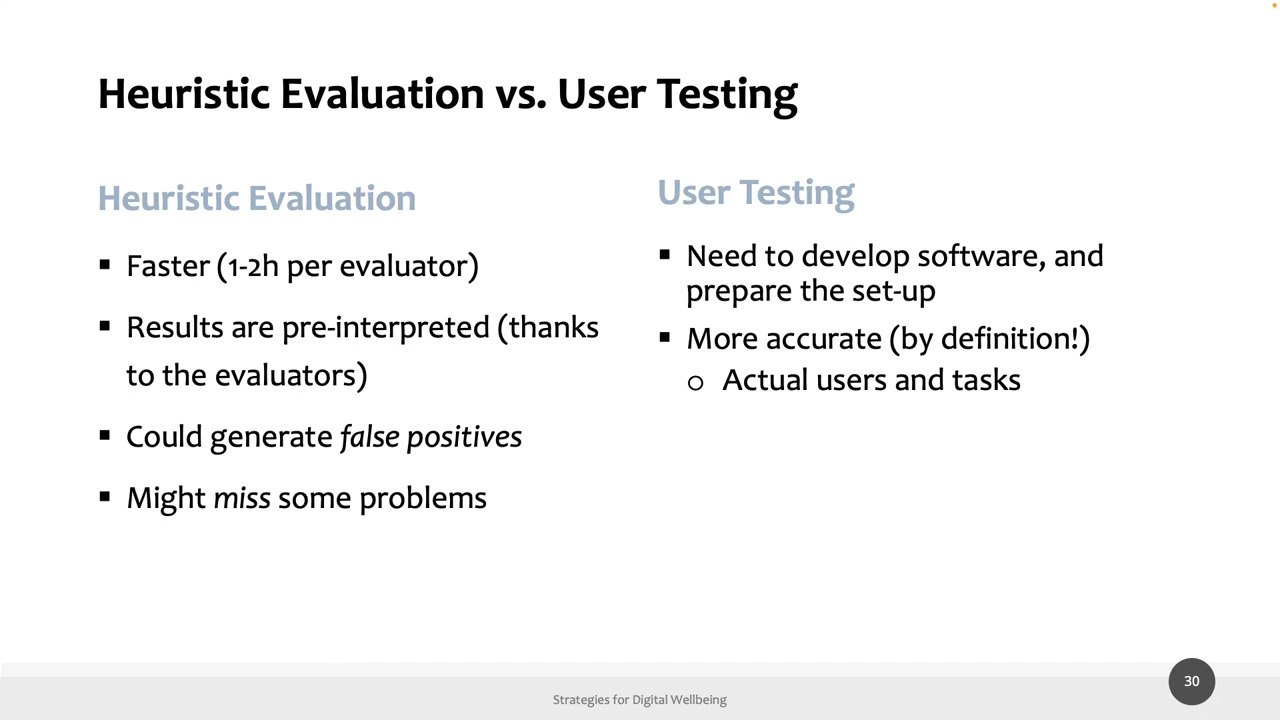 Heuristic Evaluation vs. User Testing
Heuristic Evaluation
▪ Faster (1-2h per evaluator)
▪ Results are pre-interpreted (thanks
to the evaluators)
▪ Could generate false positives
▪ Might miss some problems
User Testing
▪ Need to develop software, and
prepare the set-up
▪ More accurate (by definition!)
o Actual users and tasks
Strategies for Digital Wellbeing
30